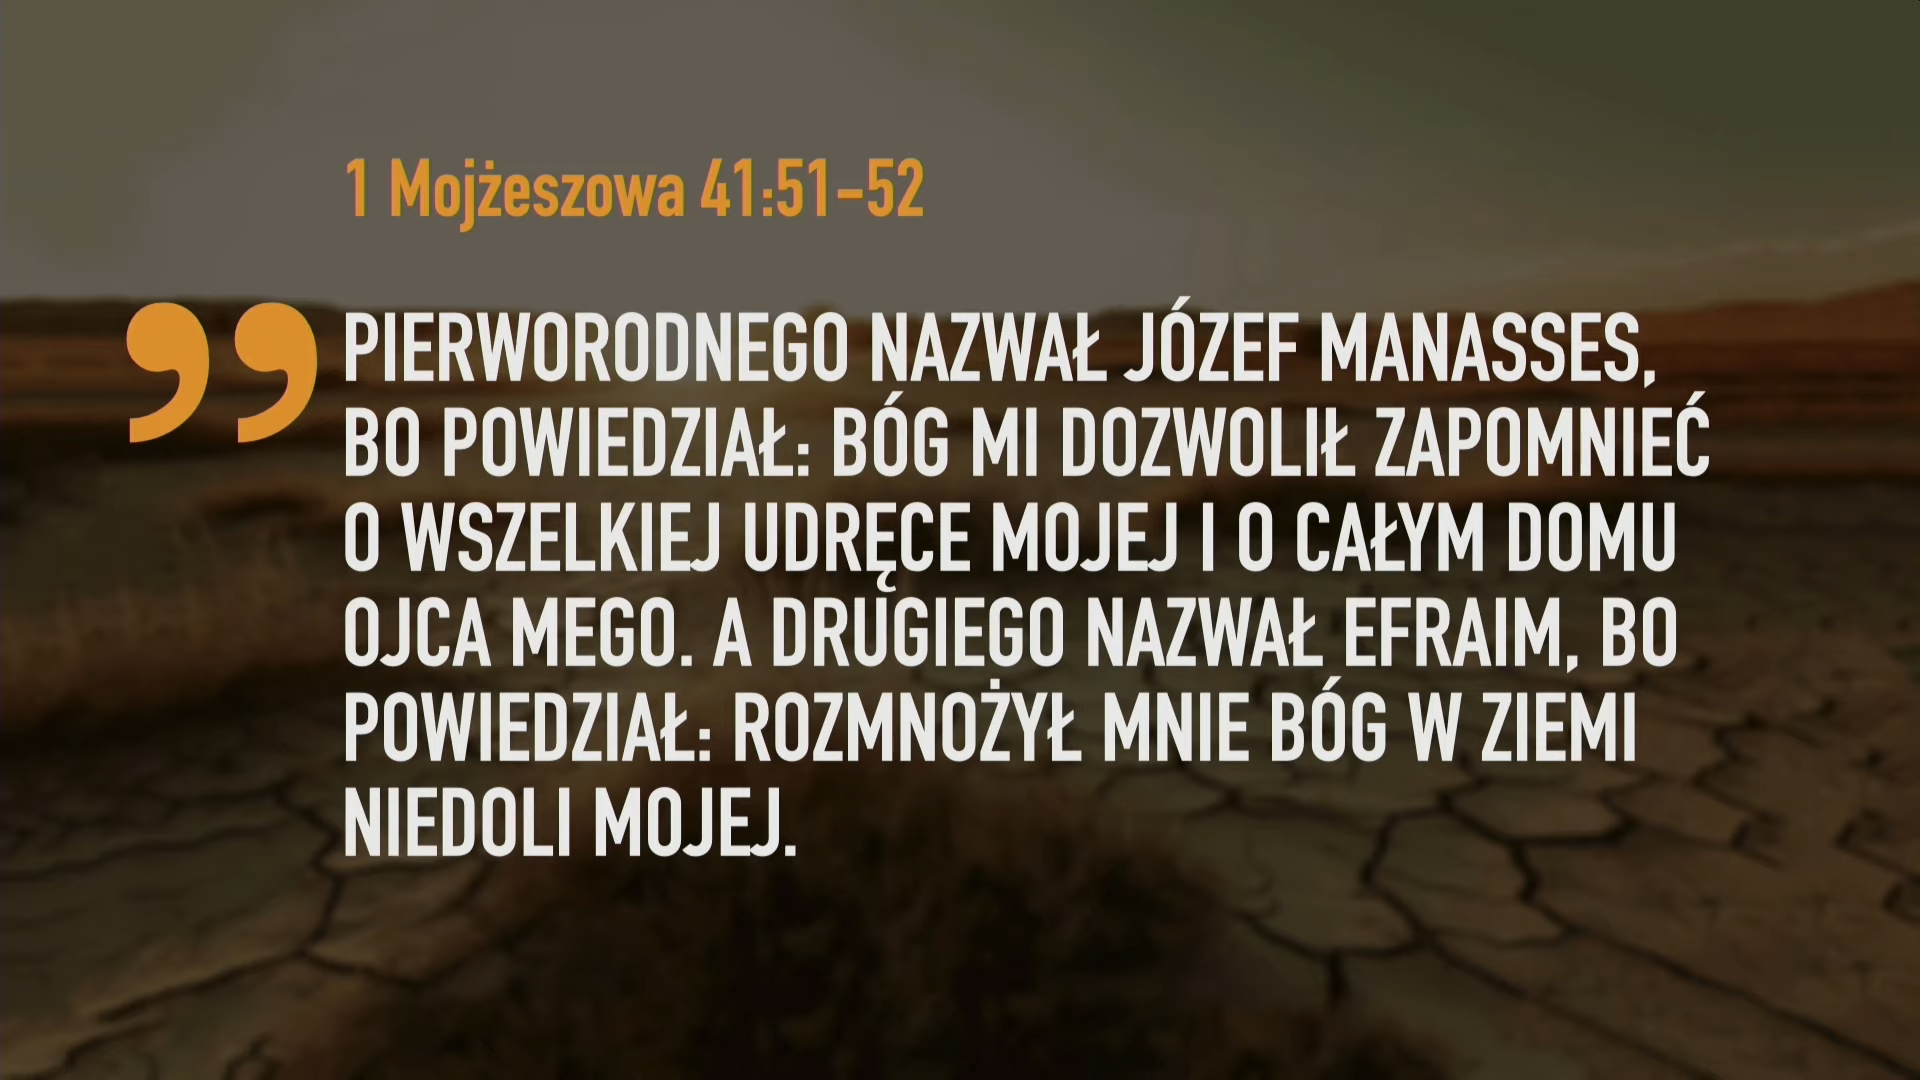 1 Mojżeszowa 41:51-52
” PIERWORODNEGO NAZWAŁ JÓZEF MANASSES,
BO POWIEDZIAŁ: BÓG MI DOZWOLIŁ ZAPOMNIEĆ
O WSZELKIEJ UDRĘCE MOJEJ I O CAŁYM DOMU
OJCA MEGO. A DRUGIEGO NAZWAŁ EFRAIM, BO
POWIEDZIAŁ: ROZMNOŻYŁ MNIE BÓG W ZIEMI
NIEDOLI MOJEJ.